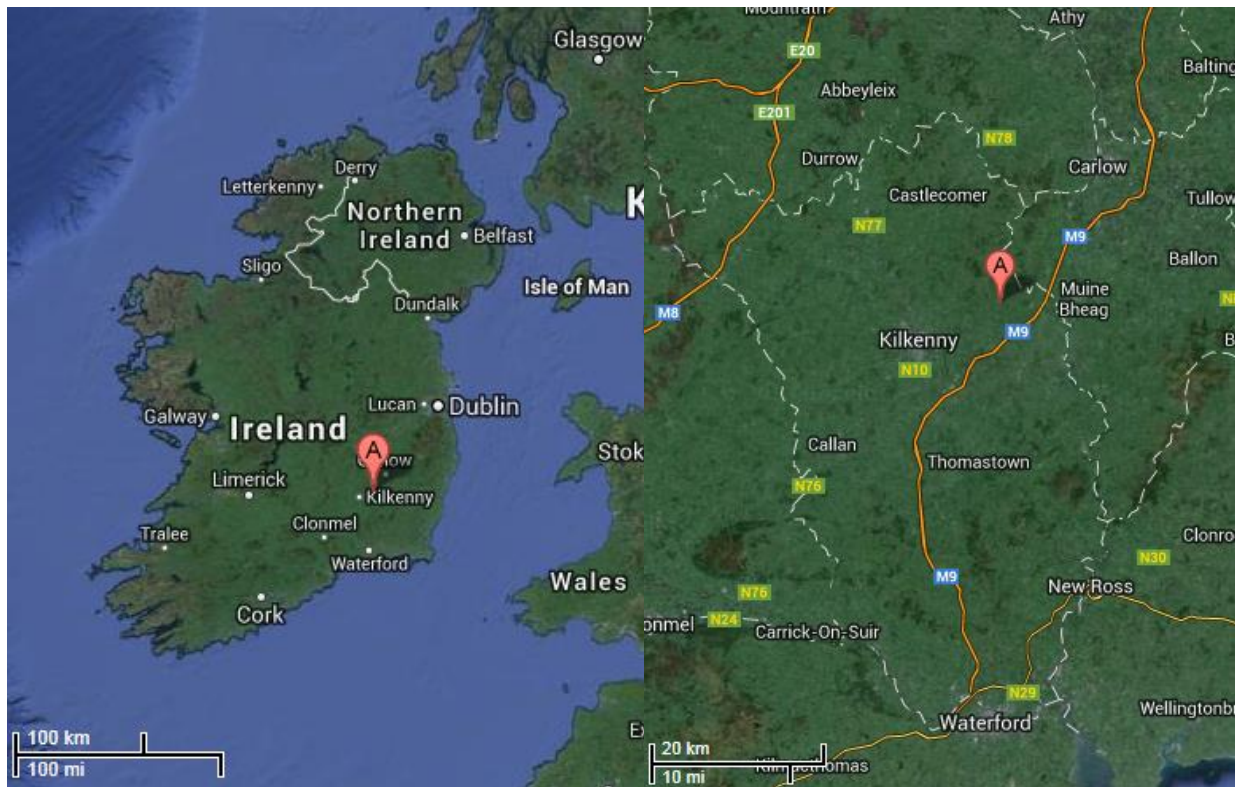 Glasgow
Derry
Letterkenny
Northern
Ireland
Belfast
Sligo
Isle of Man
Dundalk
Lucan
Dublin
Galway
Ireland
A
Limerick
Kilkenny
Clonmel
Tralee
Waterford
Wales
Cork
100 km
100 mi
Athy
E20
Abbeyleix
E201
N78
Durrow
Carlow
Castlecomer
N77
M9
A
Ballon
Muine
Bheag
M8
M9
Kilkenny
N10
Callan
Thomastown
N76
N30
M9
New Ross
N76
N24
Carrick-On-Suir
N29
Waterford
20 km
10 mi